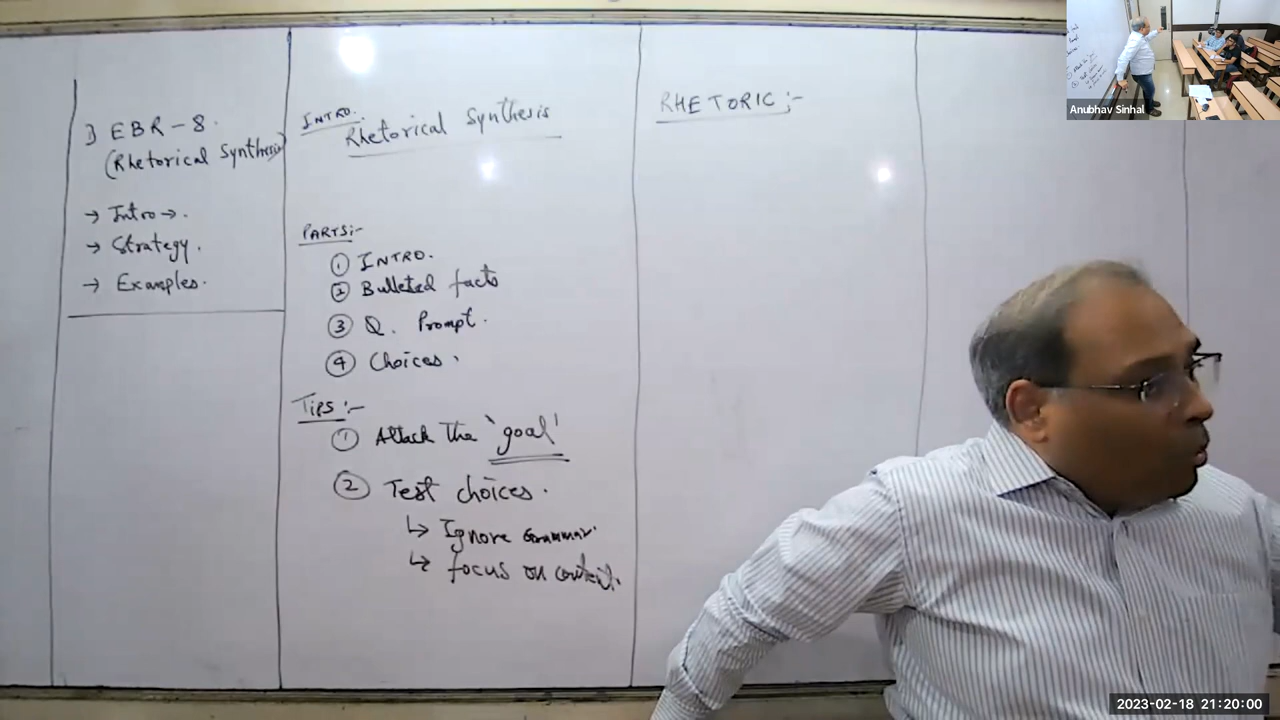 1) EBR-8.
(Rhetorical Synthesis)
→ Intro →.
→ Strategy.
→ Examples.
INTRO.
Rhetorical Synthesis
PARTS:-
① INTRO.
② Bulleted facts
③ Q. Prompt.
④ Choices.
Tips :-
① Attack the 'goal'
② Test choices.
↳ Ignore Grammar.
↳ focus on content.
RHETORIC :-
Anubhav Sinhal
2023-02-18 21:20:00